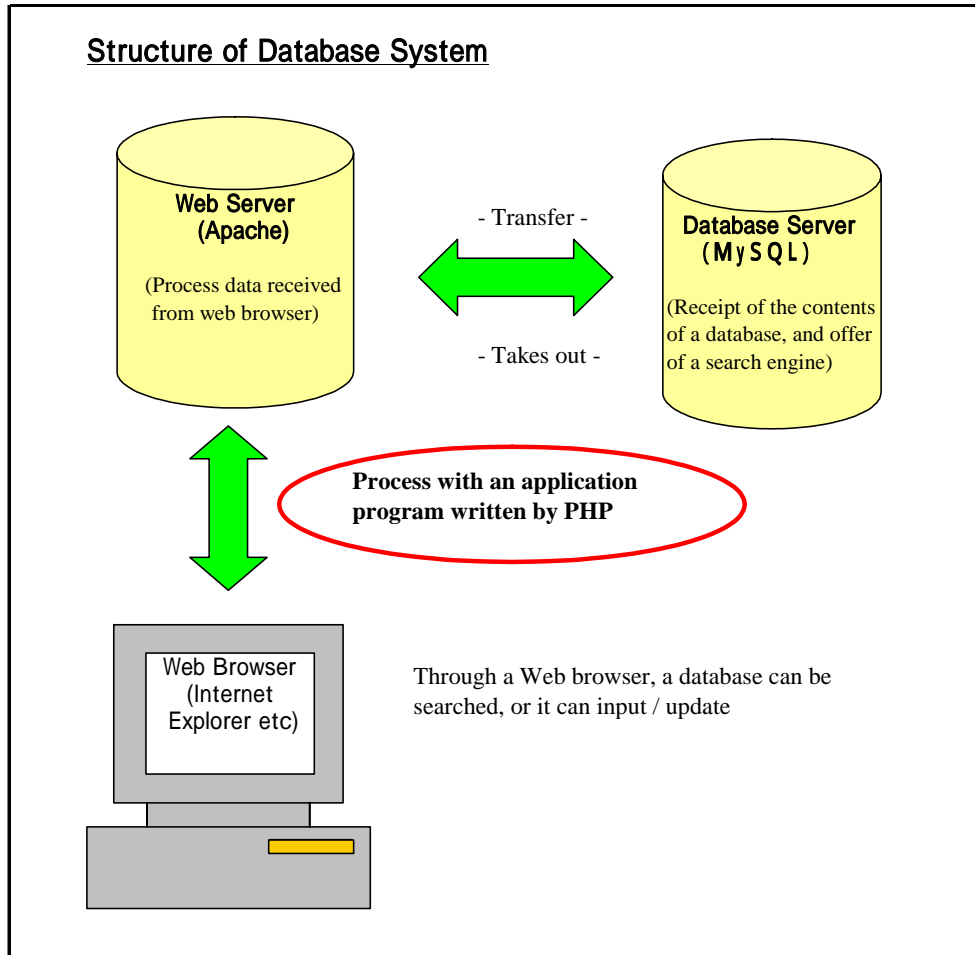 Structure of Database System
Web Server
(Apache)
(Process data received
from web browser)
- Transfer -
- Takes out -
Database Server
(MySQL)
(Receipt of the contents
of a database, and offer
of a search engine)
Process with an application
program written by PHP
Web Browser
(Internet
Explorer etc)
Through a Web browser, a database can be
searched, or it can input / update